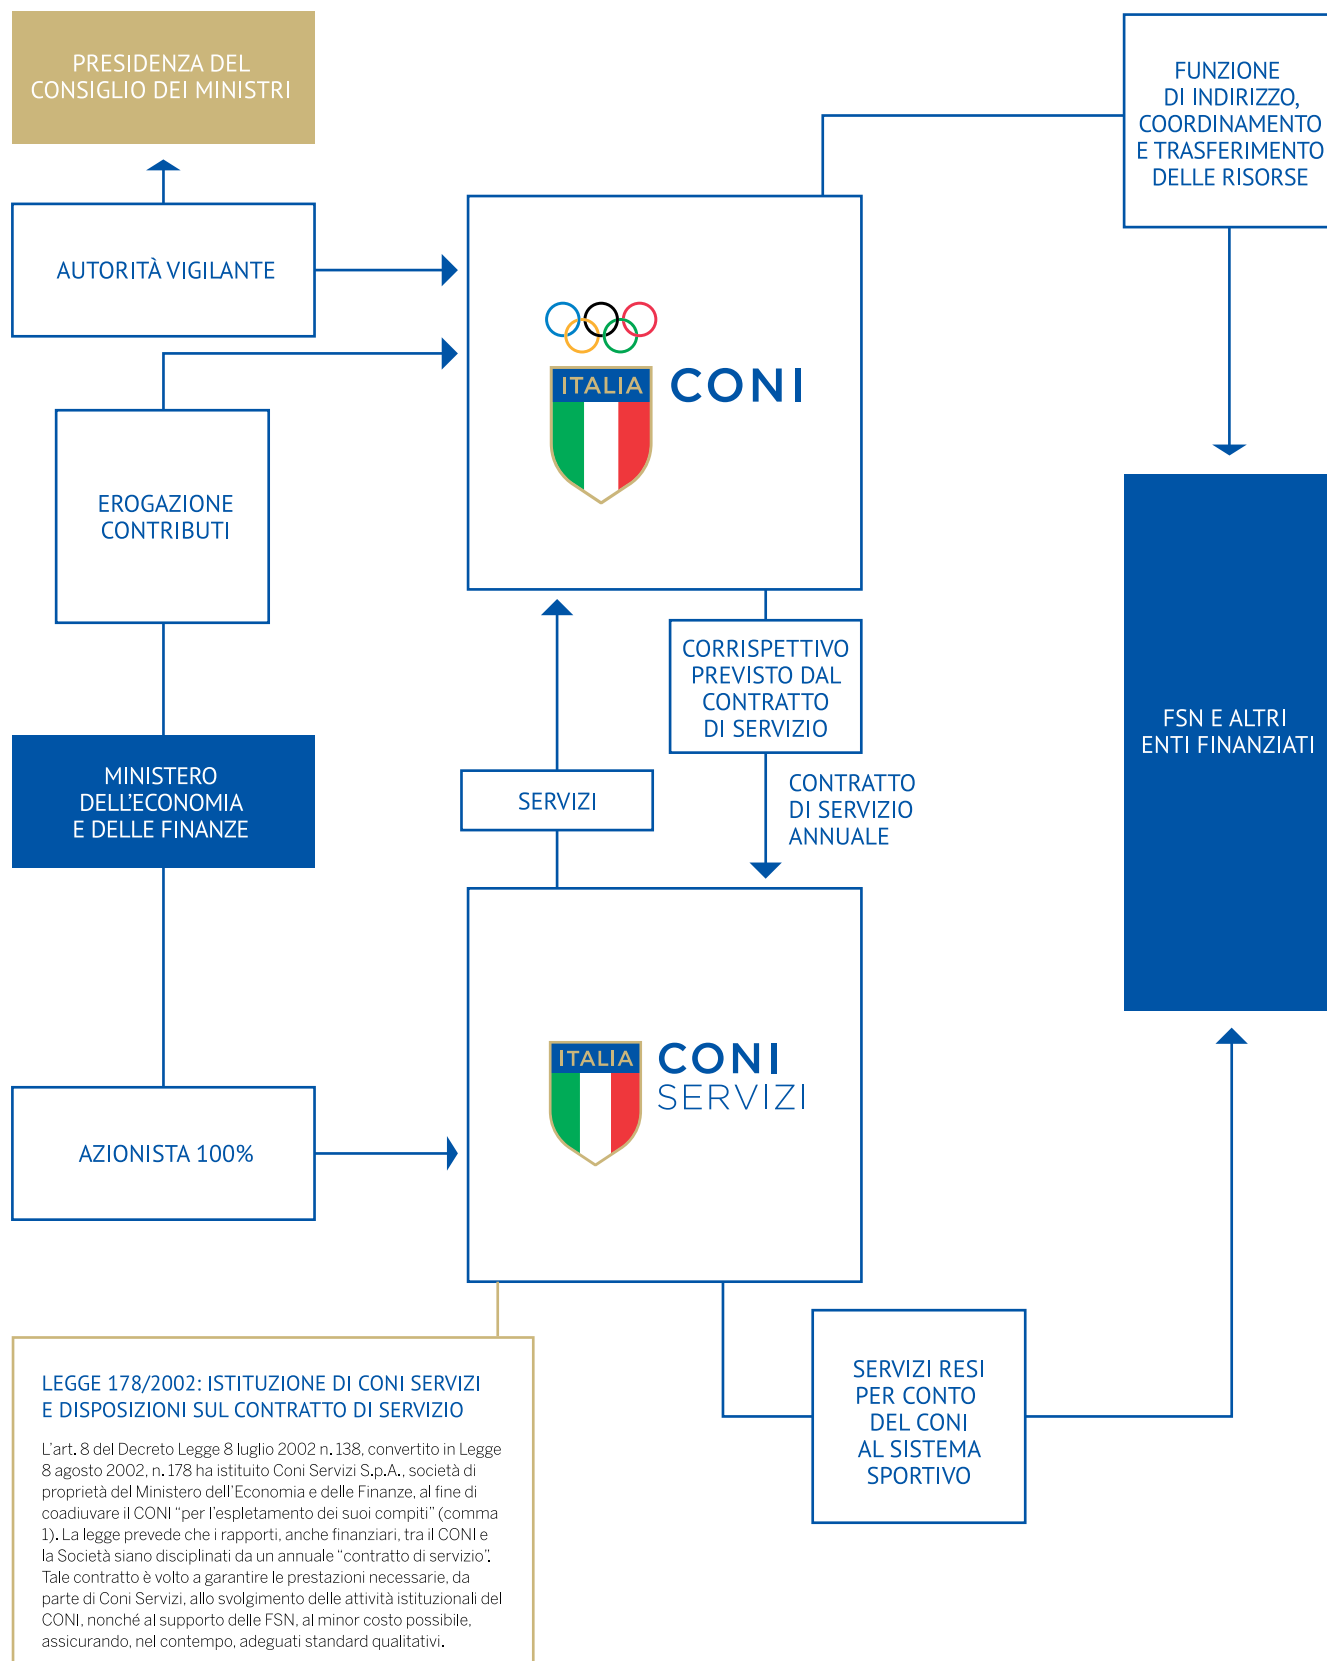 PRESIDENZA DEL
CONSIGLIO DEI MINISTRI
AUTORITÀ VIGILANTE
EROGAZIONE
CONTRIBUTI
MINISTERO
DELL'ECONOMIA
E DELLE FINANZE
AZIONISTA 100%
ITALIA
CONI
SERVIZI
CORRISPETTIVO
PREVISTO DAL
CONTRATTO
DI SERVIZIO
CONTRATTO
DI SERVIZIO
ANNUALE
ITALIA
CONI
SERVIZI
FUNZIONE
DI INDIRIZZO,
COORDINAMENTO
E TRASFERIMENTO
DELLE RISORSE
FSN E ALTRI
ENTI FINANZIATI
SERVIZI RESI
PER CONTO
DEL CONI
AL SISTEMA
SPORTIVO
LEGGE 178/2002: ISTITUZIONE DI CONI SERVIZI
E DISPOSIZIONI SUL CONTRATTO DI SERVIZIO
L'art. 8 del Decreto Legge 8 luglio 2002 n. 138, convertito in Legge
8 agosto 2002, n. 178 ha istituito Coni Servizi S.p.A., società di
proprietà del Ministero dell'Economia e delle Finanze, al fine di
coadiuvare il CONI “per l'espletamento dei suoi compiti” (comma
1). La legge prevede che i rapporti, anche finanziari, tra il CONI e
la Società siano disciplinati da un annuale “contratto di servizio”.
Tale contratto è volto a garantire le prestazioni necessarie, da
parte di Coni Servizi, allo svolgimento delle attività istituzionali del
CONI, nonché al supporto delle FSN, al minor costo possibile,
assicurando, nel contempo, adeguati standard qualitativi.